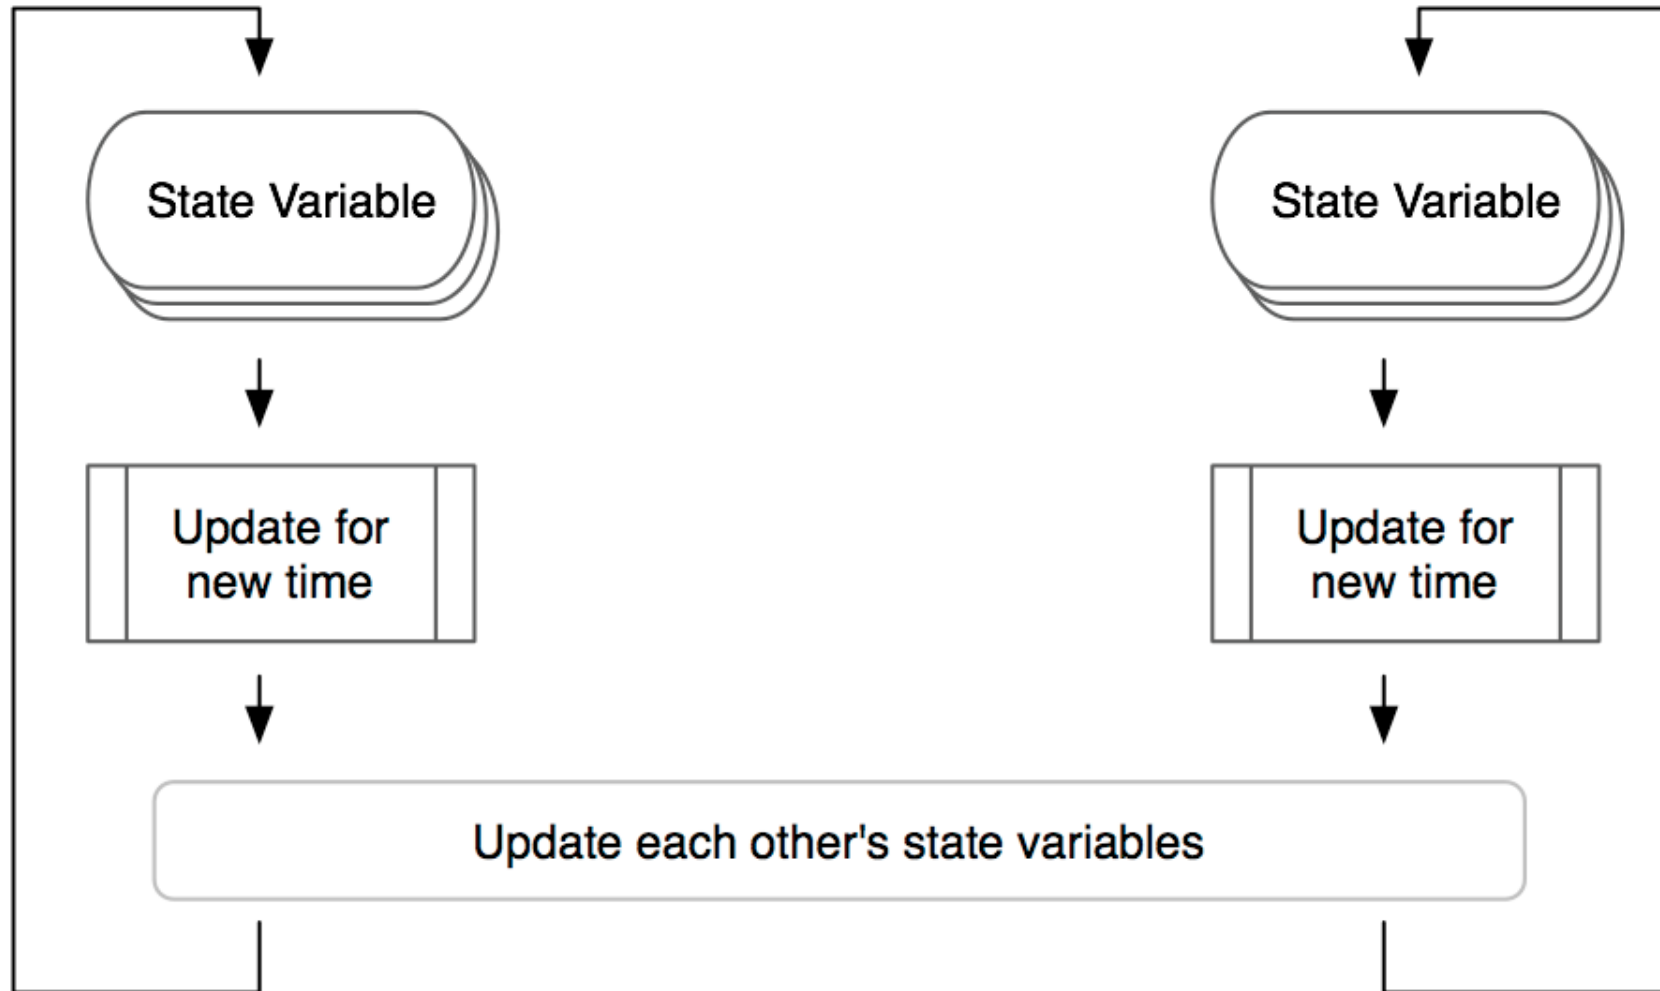 State Variable
State Variable
Update for
new time
Update for
new time
Update each other's state variables